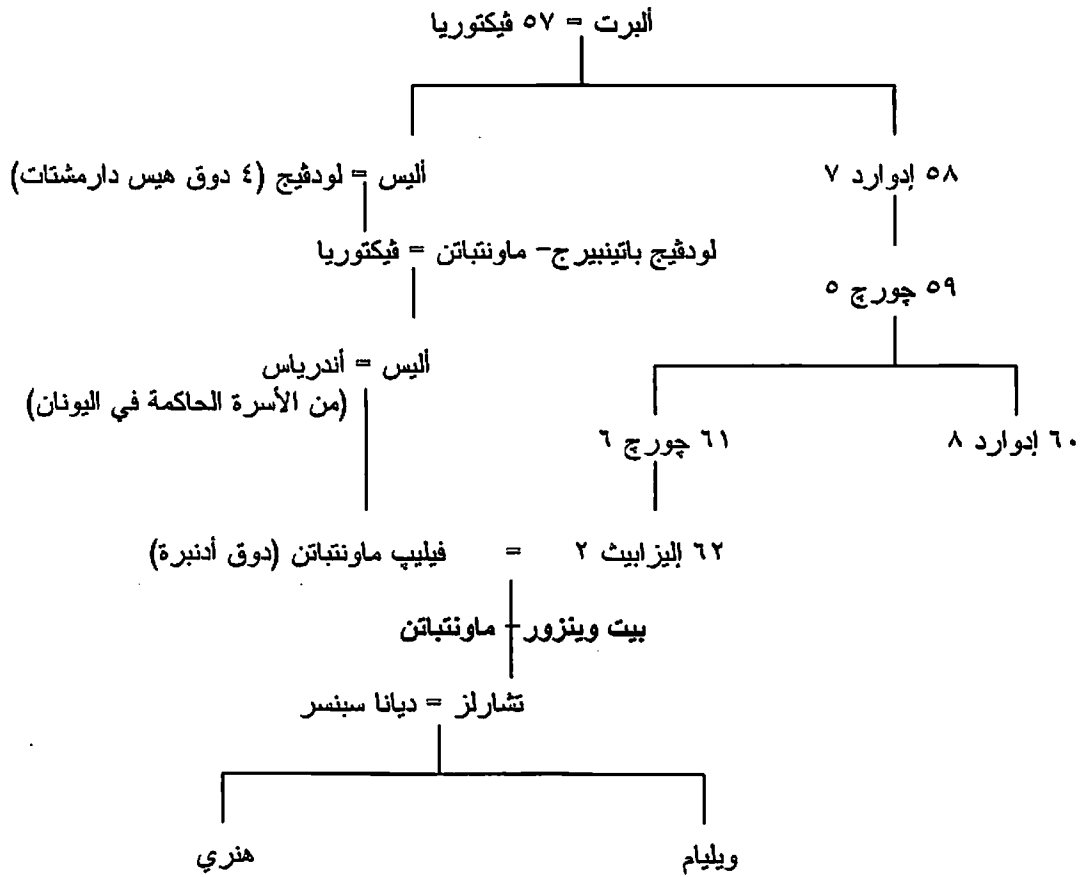 ألبرت = ٥٧ ڤيكتوريا
٥٨ إدوارد ٧
أليس = لودڤيج (٤ دوق هيس دارمشتات)
لودڤيج باتينبيرج- ماونتباتن = ڤيكتوريا
٥٩ چورچ ٥
أليس = أندرياس
(من الأسرة الحاكمة في اليونان)
٦٠ إدوارد ٨
٦١ چورچ ٦
٦٢ إليزابيث ٢ = فيليپ ماونتباتن (دوق أدنبرة)
بيت وينزور - ماونتباتن
تشارلز = ديانا سبنسر
ويليام
هنري